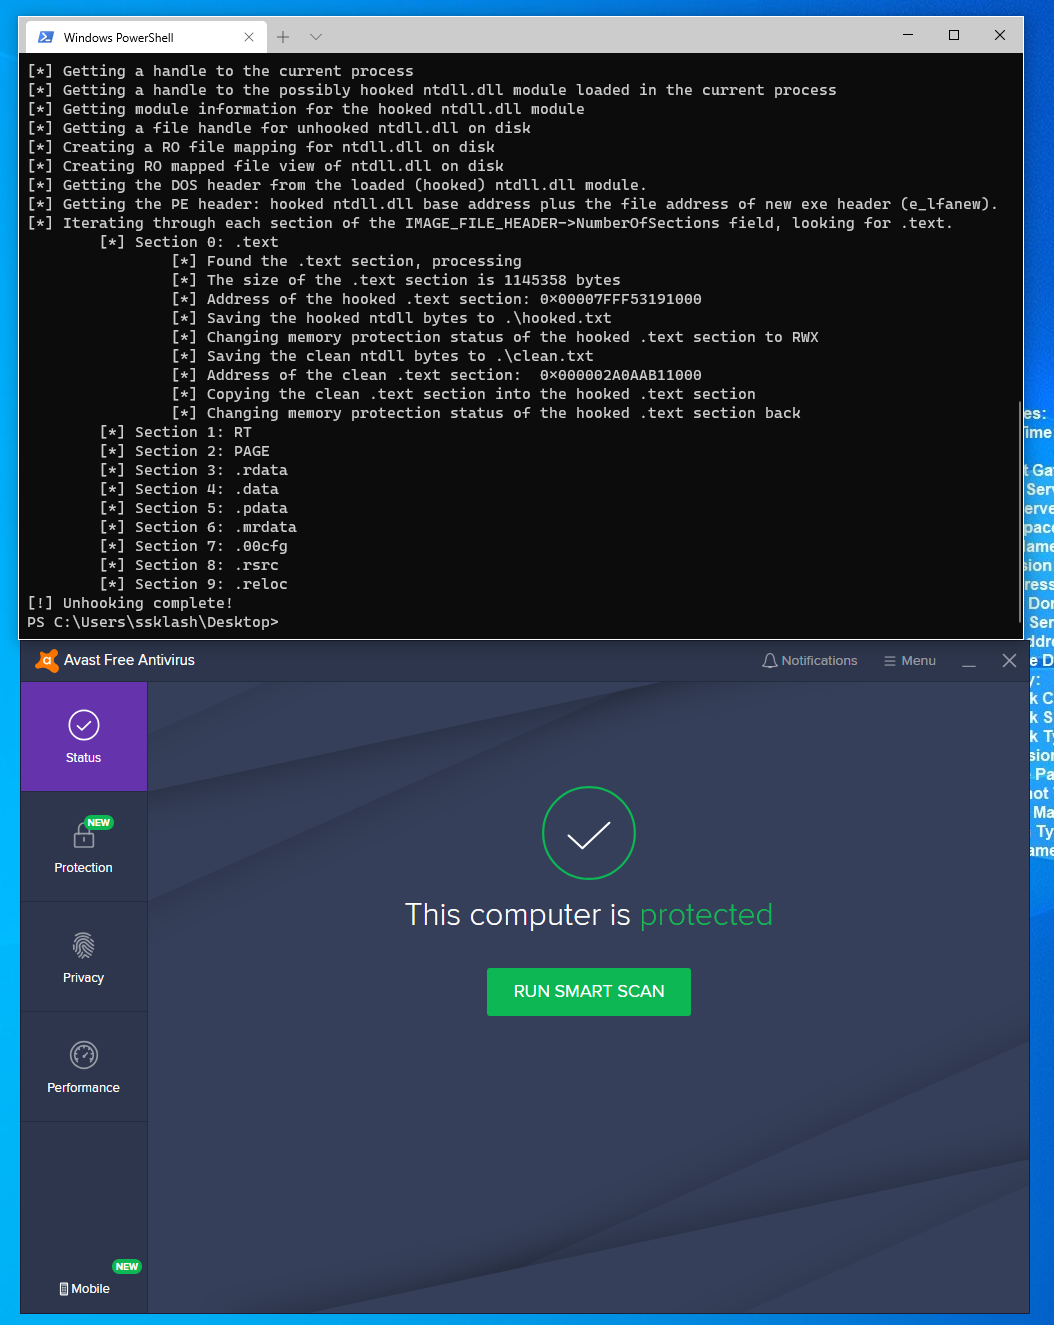 Windows PowerShell
[*] Getting a handle to the current process
[*] Getting a handle to the possibly hooked ntdll.dll module loaded in the current process
[*] Getting module information for the hooked ntdll.dll module
[*] Getting a file handle for unhooked ntdll.dll on disk
[*] Creating a RO file mapping for ntdll.dll on disk
[*] Creating RO mapped file view of ntdll.dll on disk
[*] Getting the DOS header from the loaded (hooked) ntdll.dll module.
[*] Getting the PE header: hooked ntdll.dll base address plus the file address of new exe header (e_lfanew).
[*] Iterating through each section of the IMAGE_FILE_HEADER->NumberOfSections field, looking for .text.
[*] Section 0: .text
[*] Found the .text section, processing
[*] The size of the .text section is 1145358 bytes
[*] Address of the hooked .text section: 0x00007FFF53191000
[*] Saving the hooked ntdll bytes to .\hooked.txt
[*] Changing memory protection status of the hooked .text section to RWX
[*] Saving the clean ntdll bytes to .\clean.txt
[*] Address of the clean .text section:  0x000002A0AAB11000
[*] Copying the clean .text section into the hooked .text section
[*] Changing memory protection status of the hooked .text section back
[*] Section 1: RT
[*] Section 2: PAGE
[*] Section 3: .rdata
[*] Section 4: .data
[*] Section 5: .pdata
[*] Section 6: .mrdata
[*] Section 7: .00cfg
[*] Section 8: .rsrc
[*] Section 9: .reloc
[!] Unhooking complete!
PS C:\Users\ssklash\Desktop>
Avast Free Antivirus
Notifications
Menu
Status
NEW
Protection
Privacy
Performance
NEW
Mobile
This computer is protected
RUN SMART SCAN